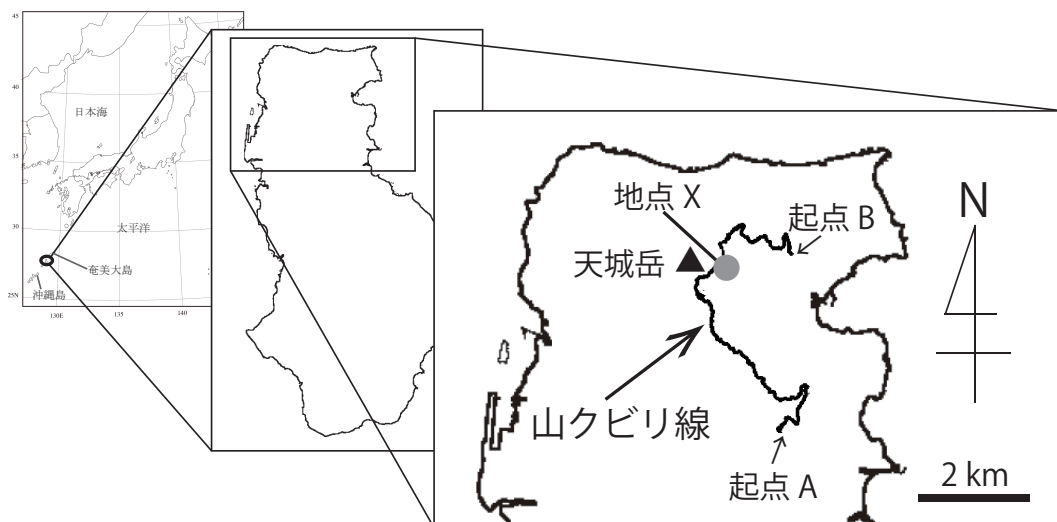 45
40
35
30
25N
130E
135
140
日本海
太平洋
奄美大島
沖縄島
地点 X
起点 B
天城岳
山クビリ線
起点 A
N
2 km